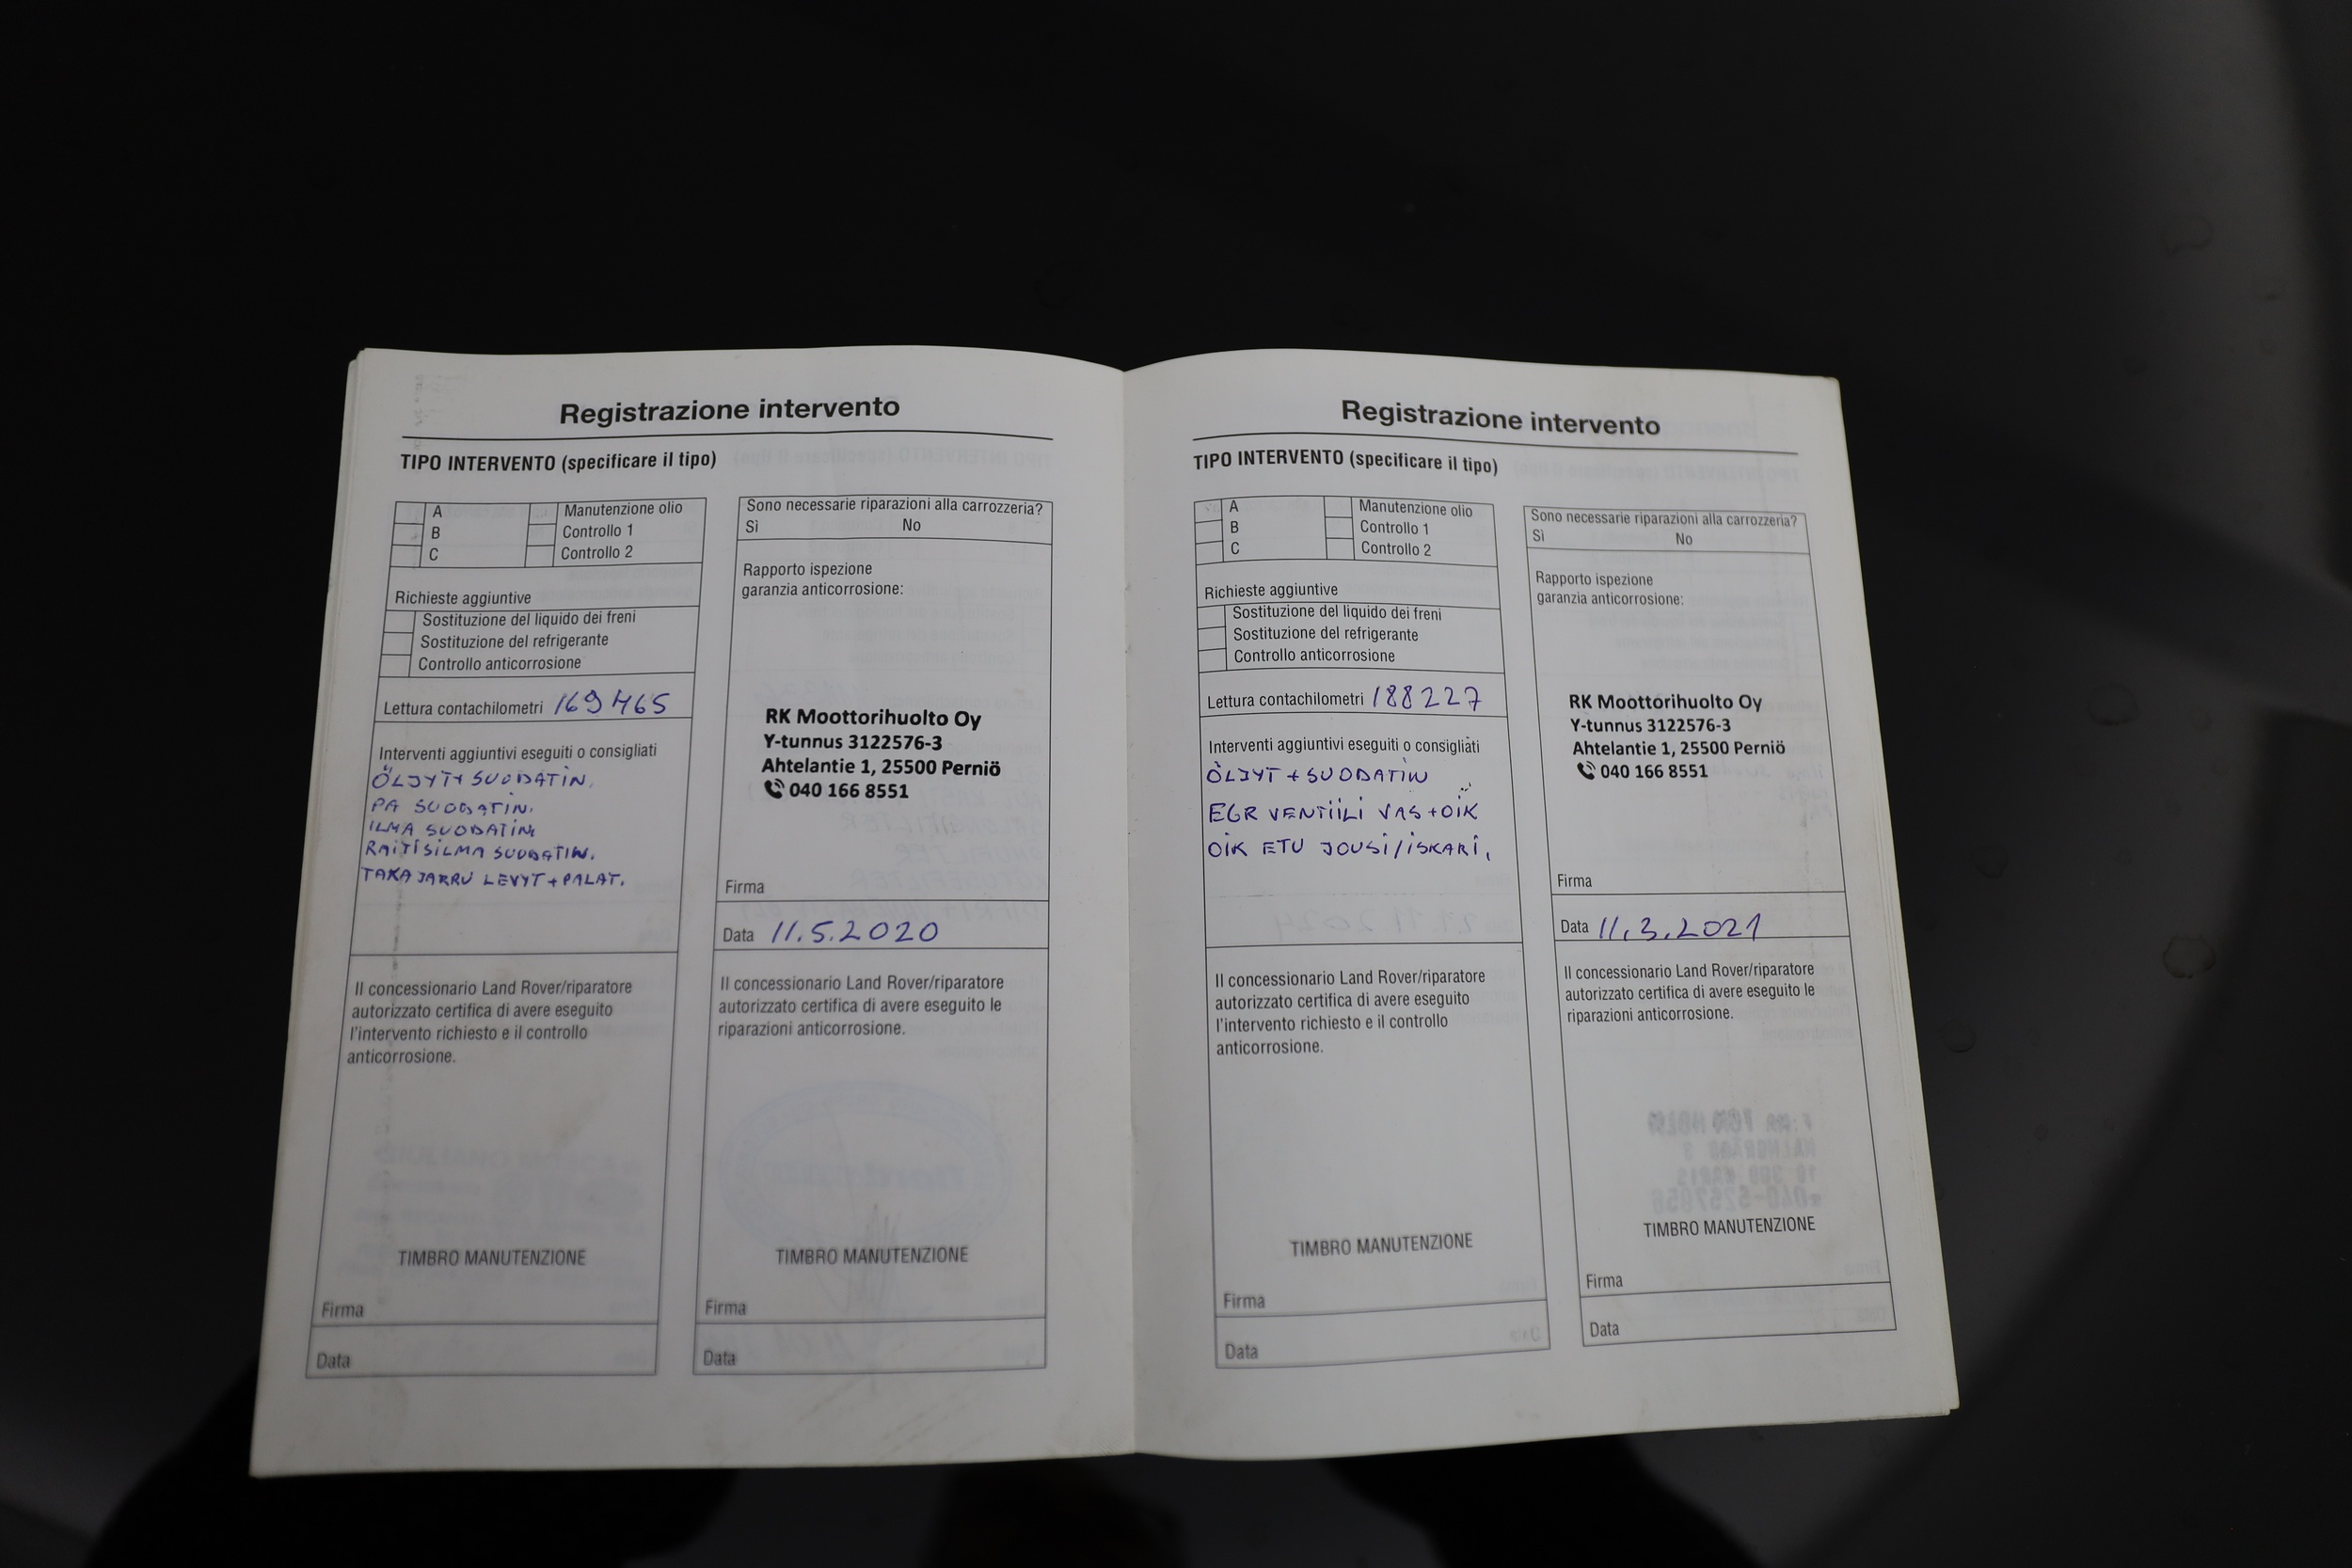 Registrazione intervento
TIPO INTERVENTO (specificare il tipo)
A
Manutenzione olio
B
Controllo 1
C
Controllo 2
Richieste aggiuntive
Sostituzione del liquido dei freni
Sostituzione del refrigerante
Controllo anticorrosione
Lettura contachilometri 169465
Interventi aggiuntivi eseguiti o consigliati
ÖLJYT+ SUODATIN.
PA SUODATIN.
ILMA SUODATIN.
RAITISILMA SUODATIN.
TAKA JARRU LEVYT + PALAT.
Il concessionario Land Rover/riparatore
autorizzato certifica di avere eseguito
l'intervento richiesto e il controllo
anticorrosione.
TIMBRO MANUTENZIONE
Firma
Data
Sono necessarie riparazioni alla carrozzeria?
Sì No
Rapporto ispezione
garanzia anticorrosione:
RK Moottorihuolto Oy
Y-tunnus 3122576-3
Ahtelantie 1, 25500 Perniö
040 166 8551
Firma
Data 11.5.2020
Il concessionario Land Rover/riparatore
autorizzato certifica di avere eseguito le
riparazioni anticorrosione.
TIMBRO MANUTENZIONE
Firma
Data
Registrazione intervento
TIPO INTERVENTO (specificare il tipo)
A
Manutenzione olio
B
Controllo 1
C
Controllo 2
Richieste aggiuntive
Sostituzione del liquido dei freni
Sostituzione del refrigerante
Controllo anticorrosione
Lettura contachilometri 188227
Interventi aggiuntivi eseguiti o consigliati
ÖLJYT + SUODATIN
EGR VENTIILI VAS+OIK
OIK ETU JOUSI/ISKARI.
Il concessionario Land Rover/riparatore
autorizzato certifica di avere eseguito
l'intervento richiesto e il controllo
anticorrosione.
TIMBRO MANUTENZIONE
Firma
Data
Sono necessarie riparazioni alla carrozzeria?
Sì No
Rapporto ispezione
garanzia anticorrosione:
RK Moottorihuolto Oy
Y-tunnus 3122576-3
Ahtelantie 1, 25500 Perniö
040 166 8551
Firma
Data 11.3.2021
Il concessionario Land Rover/riparatore
autorizzato certifica di avere eseguito le
riparazioni anticorrosione.
TIMBRO MANUTENZIONE
Firma
Data